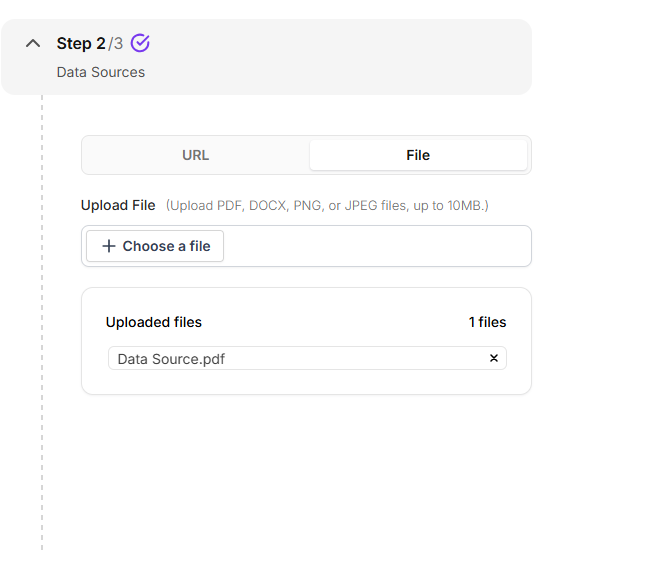 Step 2/3
Data Sources
URL
File
Upload File (Upload PDF, DOCX, PNG, or JPEG files, up to 10MB.)
+ Choose a file
Uploaded files
1 files
Data Source.pdf